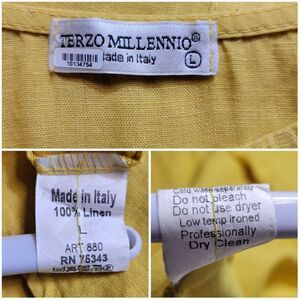 TERZO MILLENNIO®
10134754
Made in Italy
L
Made in Italy
100% Linen
L
ART 880
RN 75343
Cold wash separately
Do not bleach
Do not use dryer
Low temp ironed
Professionally
Dry Clean